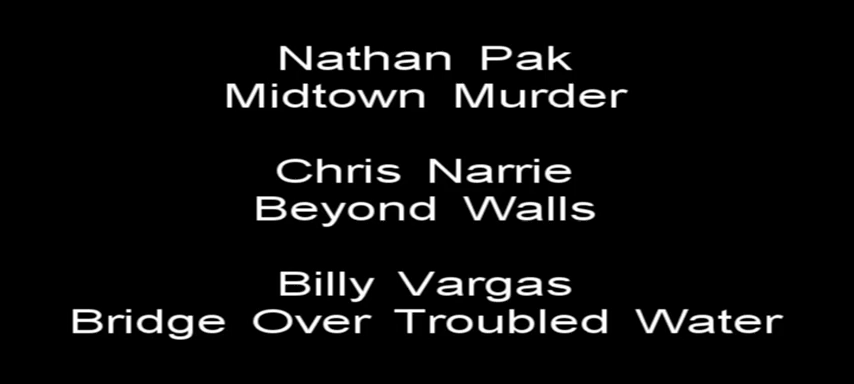 Nathan Pak
Midtown Murder
Chris Narrie
Beyond Walls
Billy Vargas
Bridge Over Troubled Water